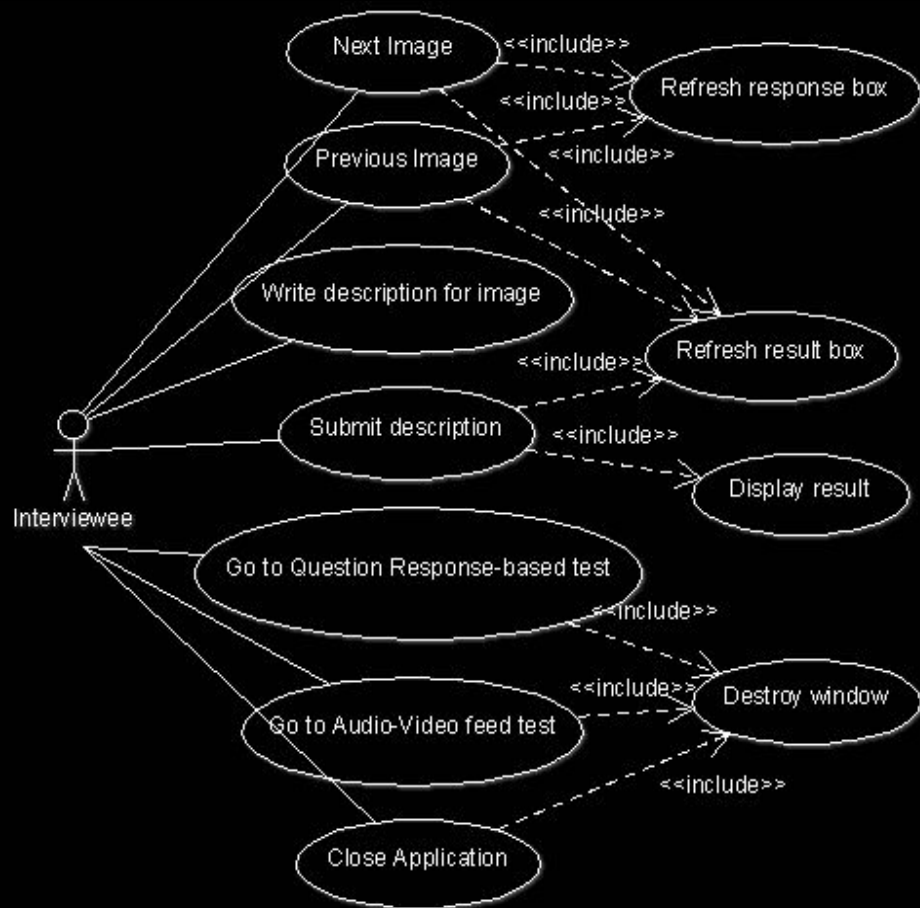 Next Image
<<include>>
Refresh response box
<<include>>
Previous Image
<<include>>
<<include>>
Write description for image
Refresh result box
<<include>>
Submit description
<<include>>
Display result
Interviewee
Go to Question Response-based test
<<include>>
<<include>>
Destroy window
Go to Audio-Video feed test
<<include>>
Close Application